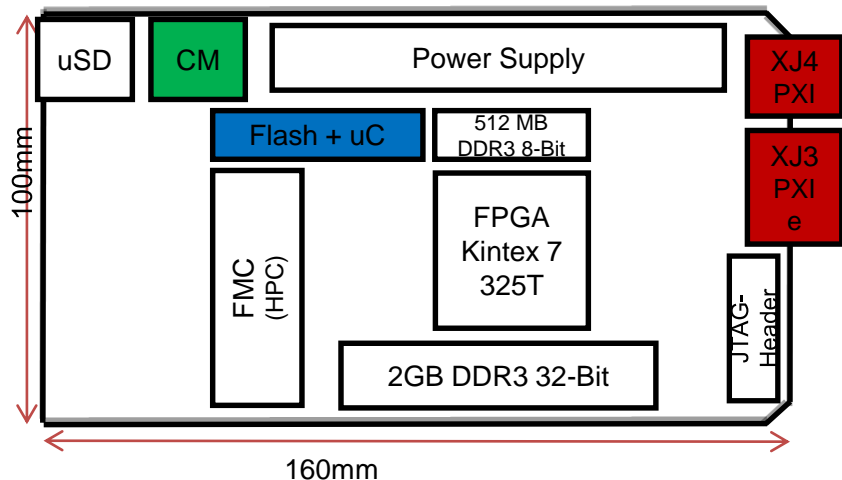 uSD
CM
Power Supply
XJ4
PXI
Flash + uC
512 MB
DDR3 8-Bit
XJ3
PXI
e
100mm
FMC
(HPC)
FPGA
Kintex 7
325T
JTAG-
Header
2GB DDR3 32-Bit
160mm